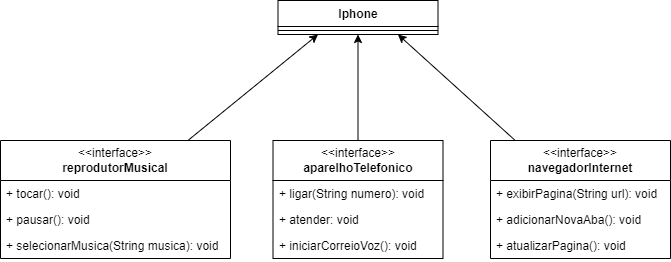 Iphone
<<interface>>
reprodutorMusical
+ tocar(): void
+ pausar(): void
+ selecionarMusica(String musica): void
<<interface>>
aparelhoTelefonico
+ ligar(String numero): void
+ atender: void
+ iniciarCorreioVoz(): void
<<interface>>
navegadorInternet
+ exibirPagina(String url): void
+ adicionarNovaAba(): void
+ atualizarPagina(): void